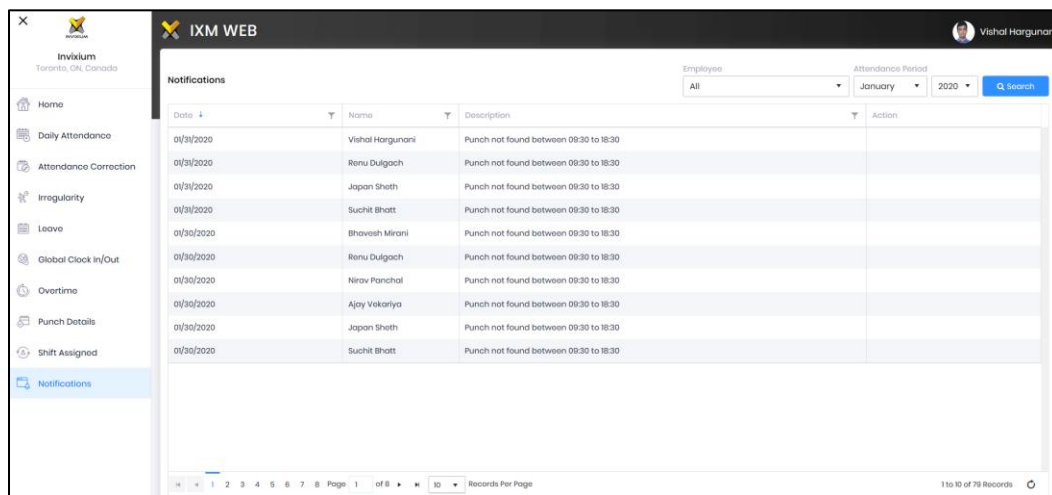 INVIXIUM
IXM WEB
Vishal Hargunan
Invixium
Toronto, ON, Canada
Home
Daily Attendance
Attendance Correction
Irregularity
Leave
Global Clock In/Out
Overtime
Punch Details
Shift Assigned
Notifications
Notifications
Employee
Attendance Period
All
January
2020
Search
Date Name Description Action
01/31/2020 Vishal Hargunani Punch not found between 09:30 to 18:30
01/31/2020 Renu Dulgach Punch not found between 09:30 to 18:30
01/31/2020 Japan Sheth Punch not found between 09:30 to 18:30
01/31/2020 Suchit Bhatt Punch not found between 09:30 to 18:30
01/30/2020 Bhavesh Mirani Punch not found between 09:30 to 18:30
01/30/2020 Renu Dulgach Punch not found between 09:30 to 18:30
01/30/2020 Nirav Panchal Punch not found between 09:30 to 18:30
01/30/2020 Ajay Vekariya Punch not found between 09:30 to 18:30
01/30/2020 Japan Sheth Punch not found between 09:30 to 18:30
01/30/2020 Suchit Bhatt Punch not found between 09:30 to 18:30
1 2 3 4 5 6 7 8 Page 1 of 8 10 Records Per Page 1 to 10 of 79 Records